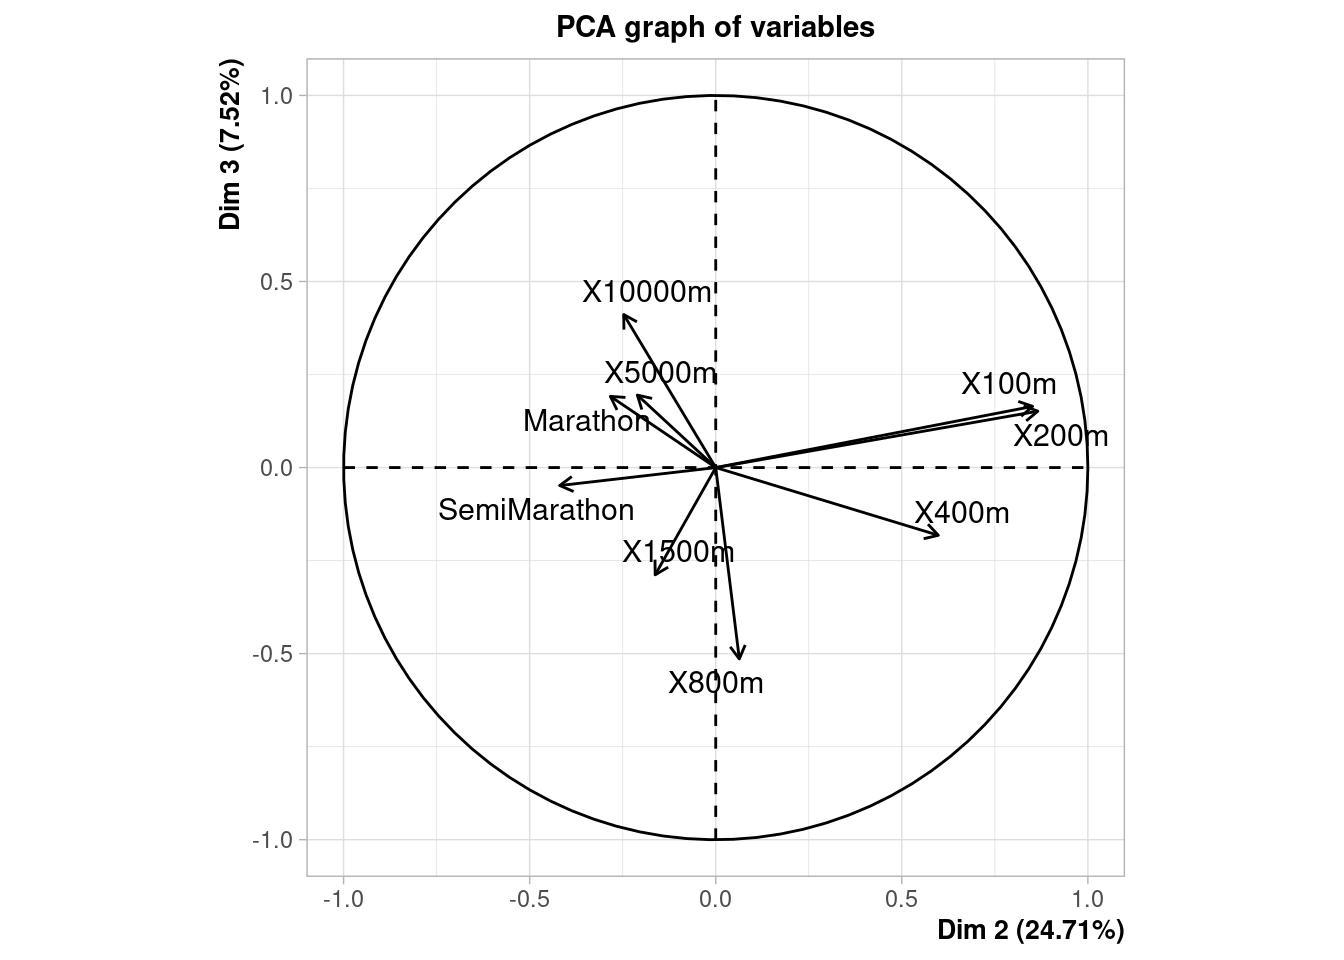 PCA graph of variables
Dim 3 (7.52%)
1.0
0.5
0.0
-0.5
-1.0
X10000m
X5000m
Marathon
SemiMarathon
X1500m
X800m
X100m
X200m
X400m
-1.0
-0.5
0.0
0.5
1.0
Dim 2 (24.71%)